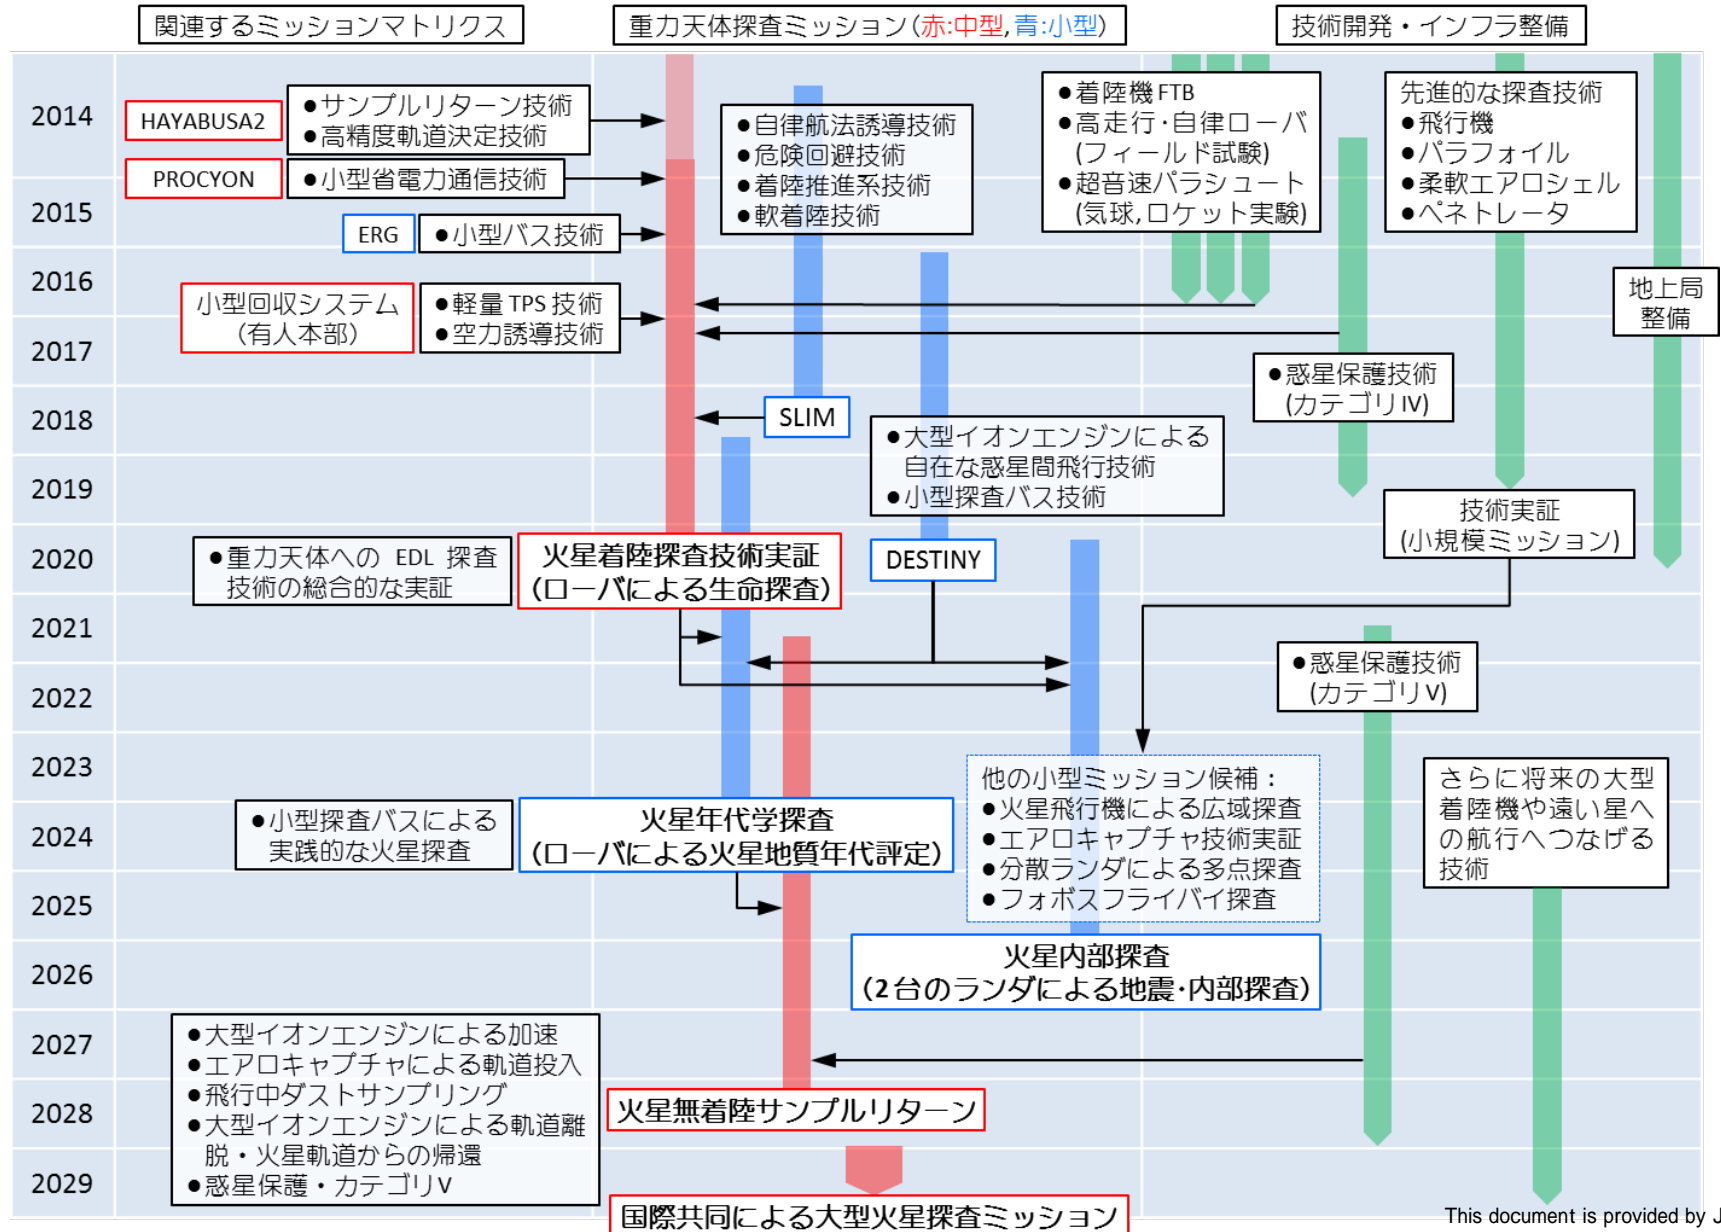 関連するミッションマトリクス
重力天体探査ミッション(赤:中型,青:小型)
技術開発・インフラ整備
2014
HAYABUSA2
●サンプルリターン技術
●高精度軌道決定技術
●自律航法誘導技術
●危険回避技術
●着陸推進系技術
●軟着陸技術
●着陸機FTB
●高走行・自律ローバ
(フィールド試験)
●超音速パラシュート
(気球,ロケット実験)
先進的な探査技術
●飛行機
●パラフォイル
●柔軟エアロシェル
●ペネトレータ
PROCYON
●小型省電力通信技術
2015
ERG
●小型バス技術
2016
小型回収システム
(有人本部)
●軽量TPS技術
●空力誘導技術
地上局
整備
2017
●惑星保護技術
(カテゴリIV)
2018
SLIM
●大型イオンエンジンによる
自在な惑星間飛行技術
●小型探査バス技術
2019
技術実証
(小規模ミッション)
2020
●重力天体への EDL 探査
技術の総合的な実証
火星着陸探査技術実証
(ローバによる生命探査)
DESTINY
2021
●惑星保護技術
(カテゴリV)
2022
2023
他の小型ミッション候補：
●火星飛行機による広域探査
●エアロキャプチャ技術実証
●分散ランダによる多点探査
●フォボスフライバイ探査
さらに将来の大型
着陸機や遠い星へ
の航行へつなげる
技術
2024
●小型探査バスによる
実践的な火星探査
火星年代学探査
(ローバによる火星地質年代評定)
2025
2026
火星内部探査
(2台のランダによる地震・内部探査)
2027
●大型イオンエンジンによる加速
●エアロキャプチャによる軌道投入
●飛行中ダストサンプリング
●大型イオンエンジンによる軌道離
脱・火星軌道からの帰還
●惑星保護・カテゴリV
2028
火星無着陸サンプルリターン
2029
国際共同による大型火星探査ミッション
This document is provided by J